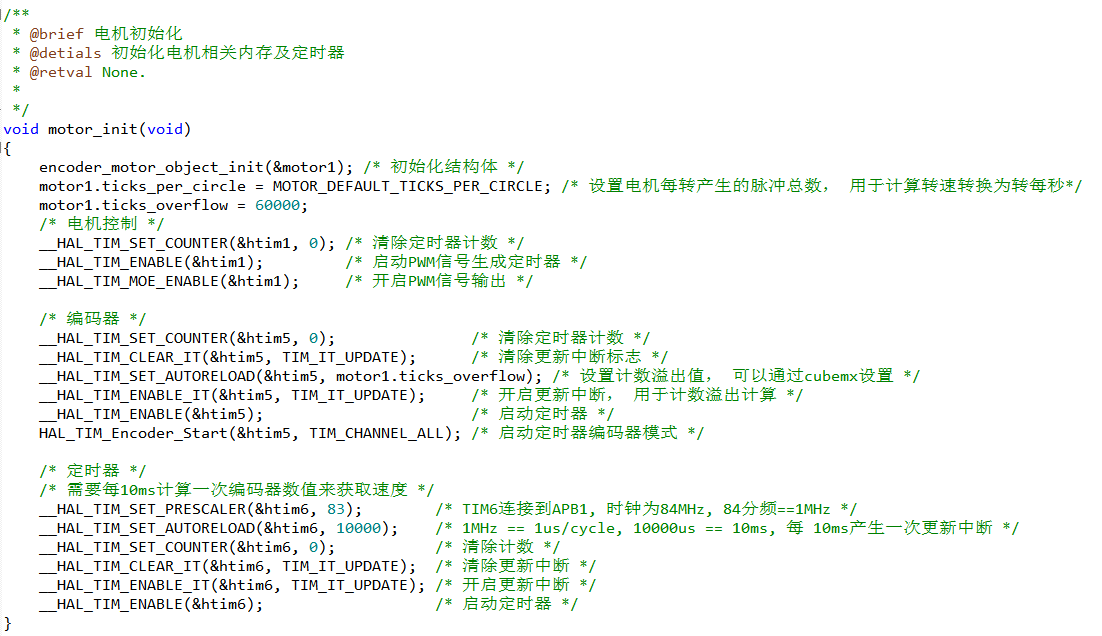 /**
 * @brief 电机初始化
 * @detials 初始化电机相关内存及定时器
 * @retval None.
 *
 */
void motor_init(void)
{
    encoder_motor_object_init(&motor1); /* 初始化结构体 */
    motor1.ticks_per_circle = MOTOR_DEFAULT_TICKS_PER_CIRCLE; /* 设置电机每转产生的脉冲总数， 用于计算转速转换为转每秒*/
    motor1.ticks_overflow = 60000;
    /* 电机控制 */
    __HAL_TIM_SET_COUNTER(&htim1, 0); /* 清除定时器计数 */
    __HAL_TIM_ENABLE(&htim1);         /* 启动PWM信号生成定时器 */
    __HAL_TIM_MOE_ENABLE(&htim1);     /* 开启PWM信号输出 */

    /* 编码器 */
    __HAL_TIM_SET_COUNTER(&htim5, 0);               /* 清除定时器计数 */
    __HAL_TIM_CLEAR_IT(&htim5, TIM_IT_UPDATE);      /* 清除更新中断标志 */
    __HAL_TIM_SET_AUTORELOAD(&htim5, motor1.ticks_overflow); /* 设置计数溢出值， 可以通过cubemx设置 */
    __HAL_TIM_ENABLE_IT(&htim5, TIM_IT_UPDATE);     /* 开启更新中断， 用于计数溢出计算 */
    __HAL_TIM_ENABLE(&htim5);                       /* 启动定时器 */
    HAL_TIM_Encoder_Start(&htim5, TIM_CHANNEL_ALL); /* 启动定时器编码器模式 */

    /* 定时器 */
    /* 需要每10ms计算一次编码器数值来获取速度 */
    __HAL_TIM_SET_PRESCALER(&htim6, 83);        /* TIM6连接到APB1, 时钟为84MHz, 84分频==1MHz */
    __HAL_TIM_SET_AUTORELOAD(&htim6, 10000);    /* 1MHz == 1us/cycle, 10000us == 10ms, 每 10ms产生一次更新中断 */
    __HAL_TIM_SET_COUNTER(&htim6, 0);           /* 清除计数 */
    __HAL_TIM_CLEAR_IT(&htim6, TIM_IT_UPDATE);  /* 清除更新中断 */
    __HAL_TIM_ENABLE_IT(&htim6, TIM_IT_UPDATE); /* 开启更新中断 */
    __HAL_TIM_ENABLE(&htim6);                   /* 启动定时器 */
}